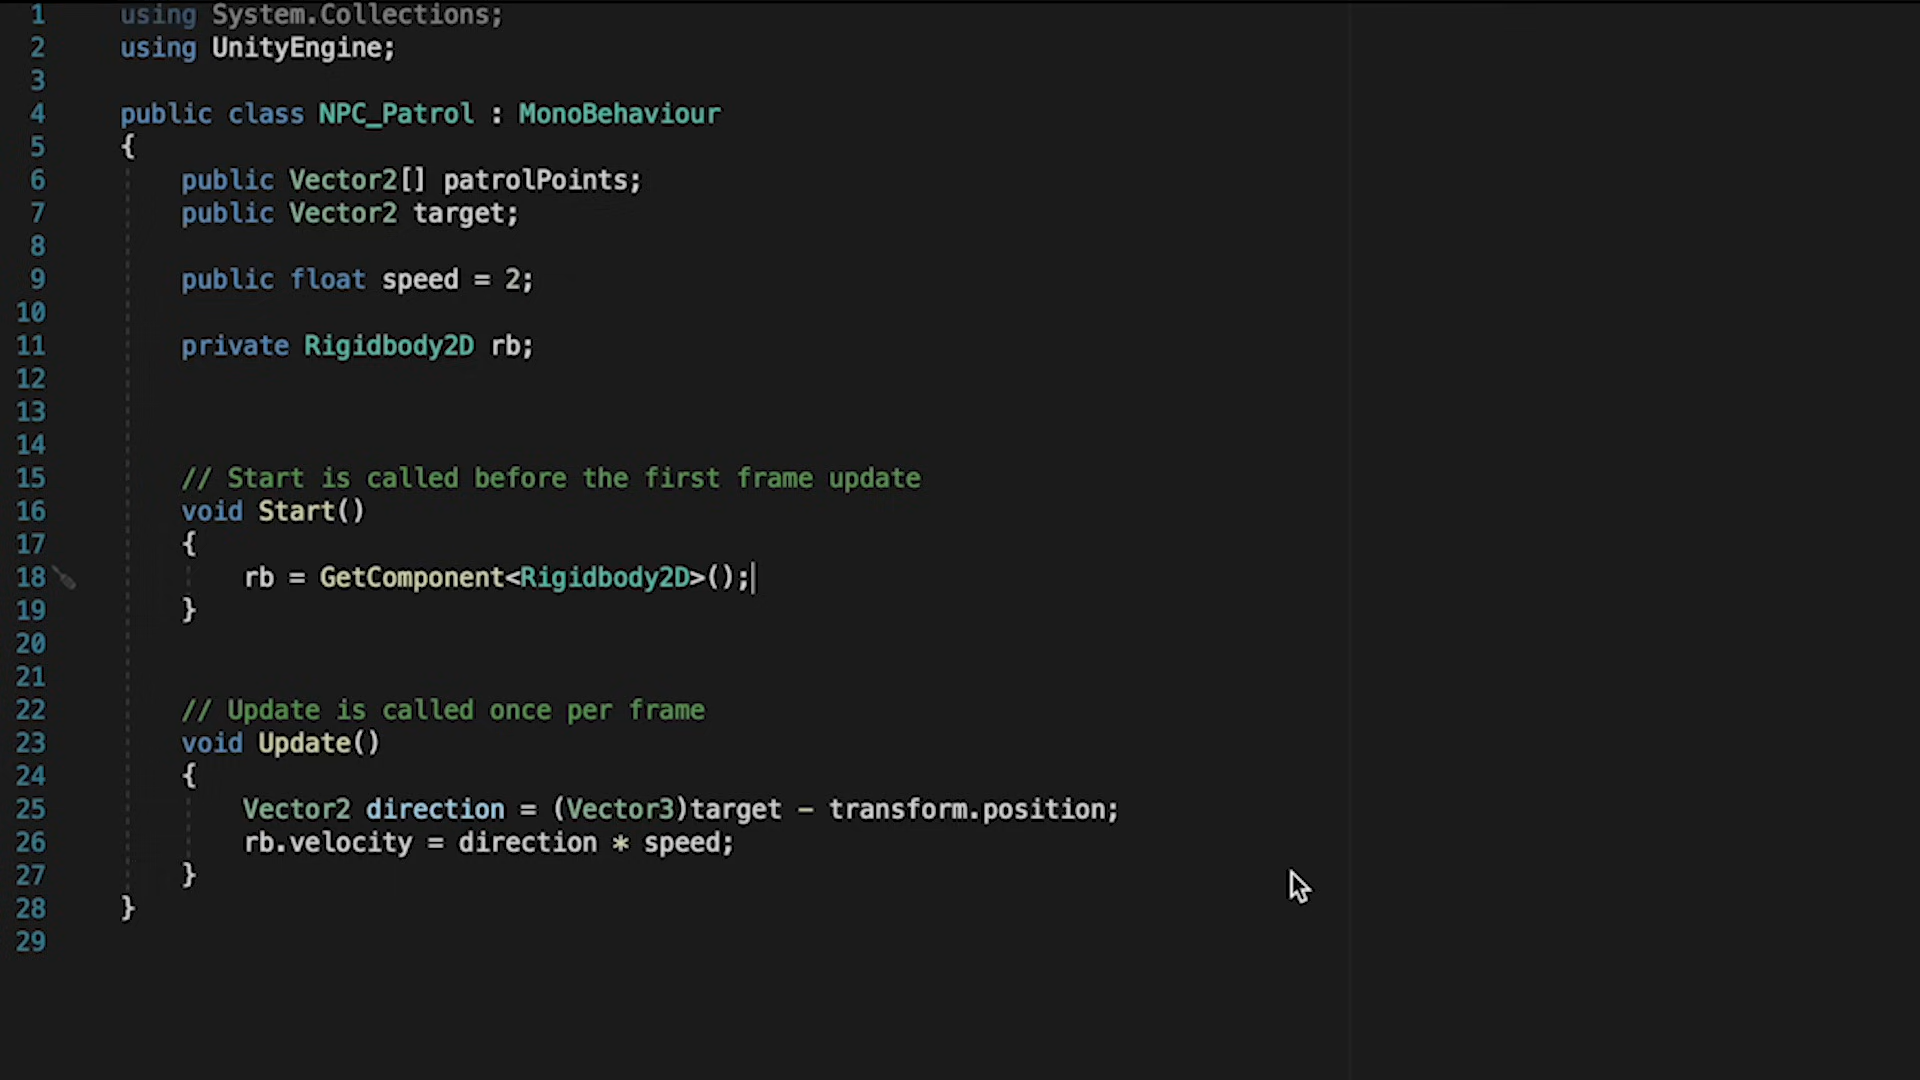 1 using System.Collections;
2 using UnityEngine;
3
4 public class NPC_Patrol : MonoBehaviour
5 {
6 public Vector2[] patrolPoints;
7 public Vector2 target;
8
9 public float speed = 2;
10
11 private Rigidbody2D rb;
12
13
14
15 // Start is called before the first frame update
16 void Start()
17 {
18 rb = GetComponent<Rigidbody2D>();
19 }
20
21
22 // Update is called once per frame
23 void Update()
24 {
25 Vector2 direction = (Vector3)target - transform.position;
26 rb.velocity = direction * speed;
27 }
28 }
29